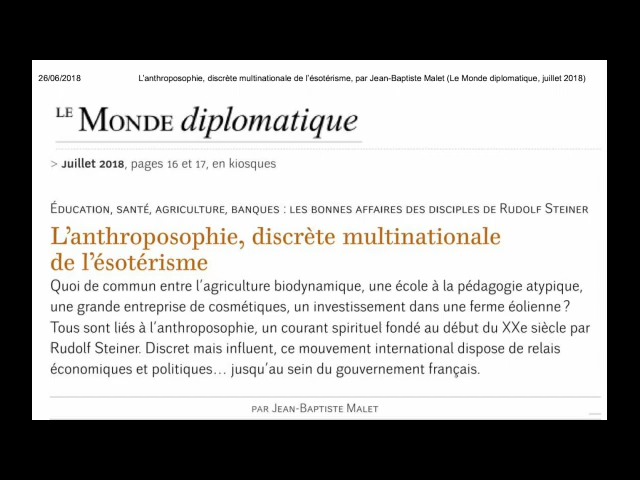 26/06/2018 L'anthroposophie, discrète multinationale de l'ésotérisme, par Jean-Baptiste Malet (Le Monde diplomatique, juillet 2018)
LE MONDE diplomatique
> Juillet 2018, pages 16 et 17, en kiosques
ÉDUCATION, SANTÉ, AGRICULTURE, BANQUES : LES BONNES AFFAIRES DES DISCIPLES DE RUDOLF STEINER
L'anthroposophie, discrète multinationale
de l'ésotérisme
Quoi de commun entre l'agriculture biodynamique, une école à la pédagogie atypique,
une grande entreprise de cosmétiques, un investissement dans une ferme éolienne ?
Tous sont liés à l'anthroposophie, un courant spirituel fondé au début du XXe siècle par
Rudolf Steiner. Discret mais influent, ce mouvement international dispose de relais
économiques et politiques… jusqu'au sein du gouvernement français.
PAR JEAN-BAPTISTE MALET